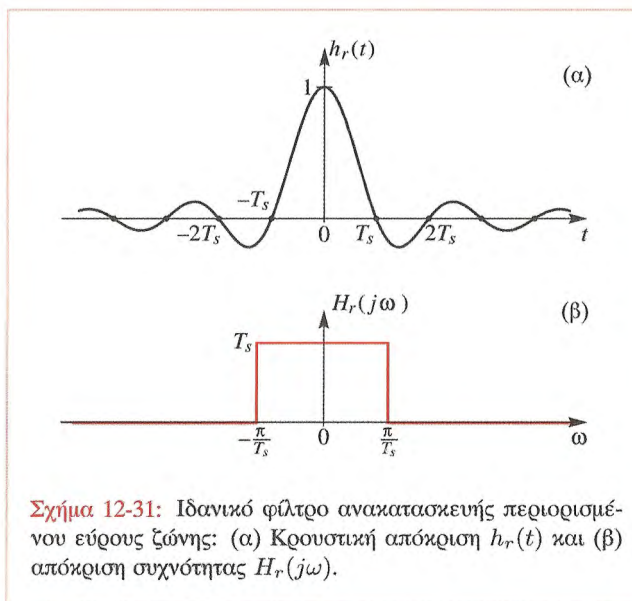 h_r(t)
(α)
1
−T_s
−2T_s
0
T_s
2T_s
t
H_r(jω)
(β)
T_s
−π/T_s
0
π/T_s
ω
Σχήμα 12-31: Ιδανικό φίλτρο ανακατασκευής περιορισμέ-
νου εύρους ζώνης: (α) Κρουστική απόκριση h_r(t) και (β)
απόκριση συχνότητας H_r(jω).